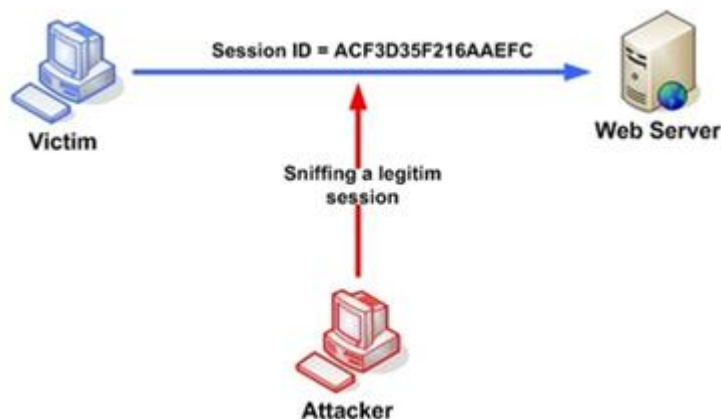 Session ID = ACF3D35F216AAEFC
Victim
Web Server
Sniffing a legitim
session
Attacker